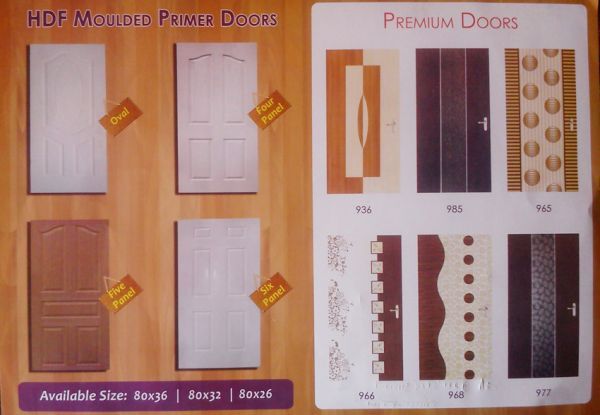 HDF MOULDED PRIMER DOORS
Oval
Four
Panel
Five
Panel
Six
Panel
Available Size: 80x36 | 80x32 | 80x26
PREMIUM DOORS
936
985
965
966
968
977